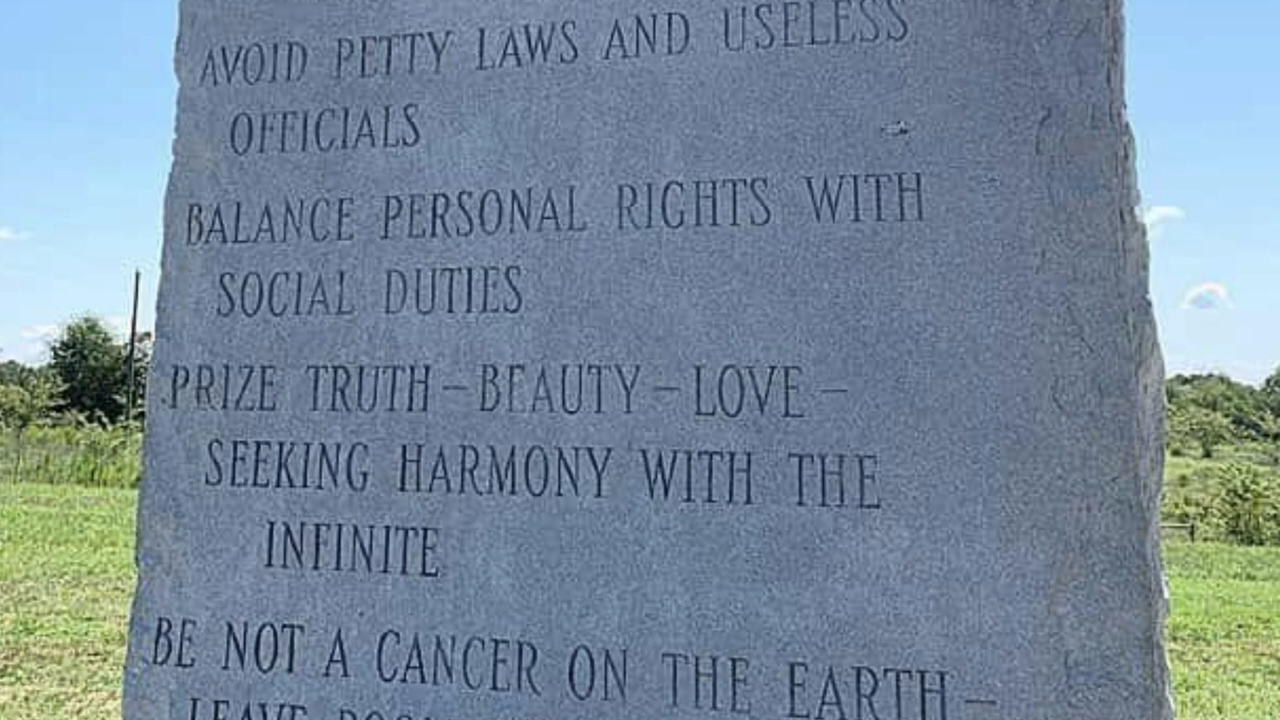 AVOID PETTY LAWS AND USELESS
OFFICIALS
BALANCE PERSONAL RIGHTS WITH
SOCIAL DUTIES
PRIZE TRUTH – BEAUTY – LOVE –
SEEKING HARMONY WITH THE
INFINITE
BE NOT A CANCER ON THE EARTH –
LEAVE